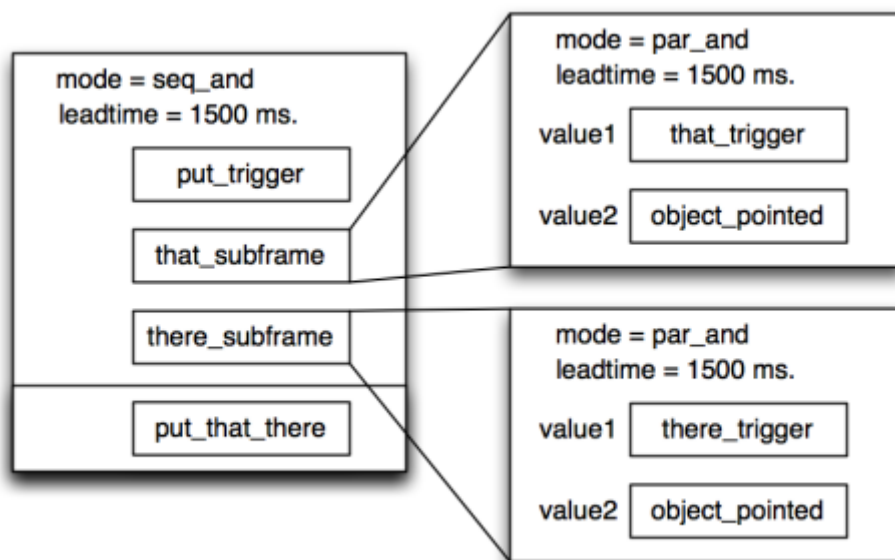 mode = seq_and
leadtime = 1500 ms.
put_trigger
that_subframe
there_subframe
put_that_there
mode = par_and
leadtime = 1500 ms.
value1 that_trigger
value2 object_pointed
mode = par_and
leadtime = 1500 ms.
value1 there_trigger
value2 object_pointed